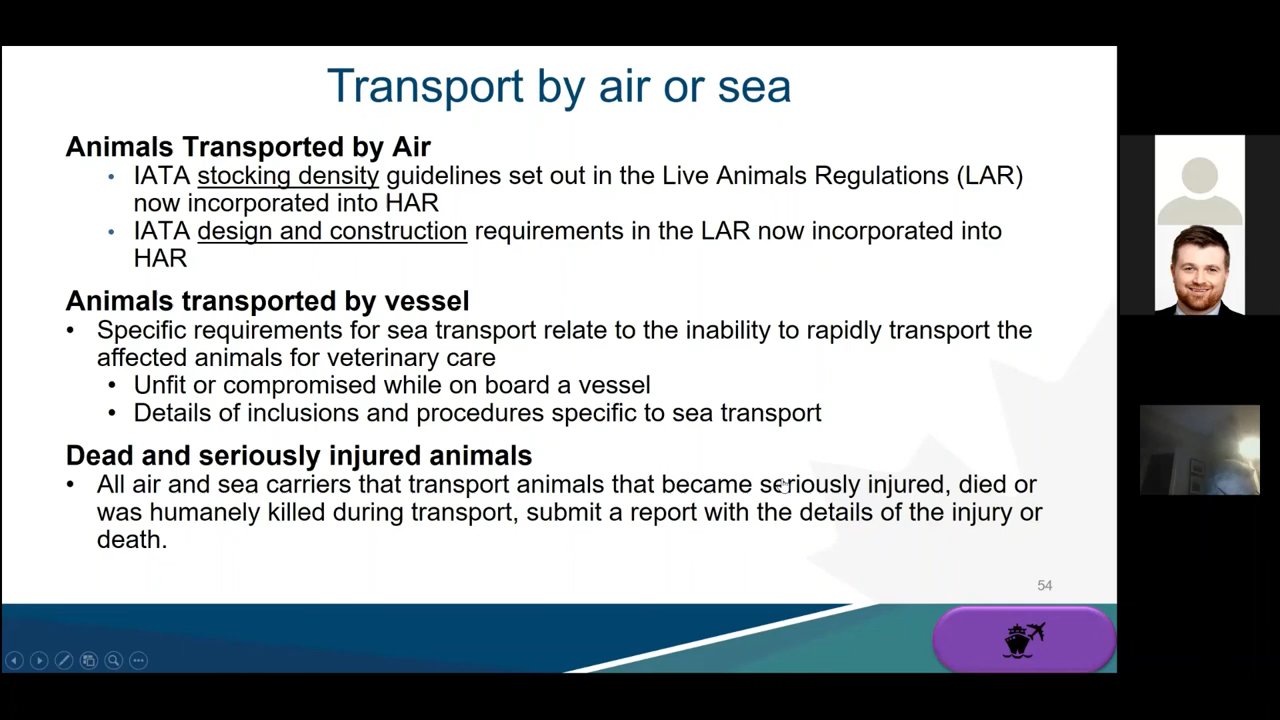 Transport by air or sea
Animals Transported by Air
• IATA stocking density guidelines set out in the Live Animals Regulations (LAR)
now incorporated into HAR
• IATA design and construction requirements in the LAR now incorporated into
HAR
Animals transported by vessel
• Specific requirements for sea transport relate to the inability to rapidly transport the
affected animals for veterinary care
• Unfit or compromised while on board a vessel
• Details of inclusions and procedures specific to sea transport
Dead and seriously injured animals
• All air and sea carriers that transport animals that became seriously injured, died or
was humanely killed during transport, submit a report with the details of the injury or
death.
54